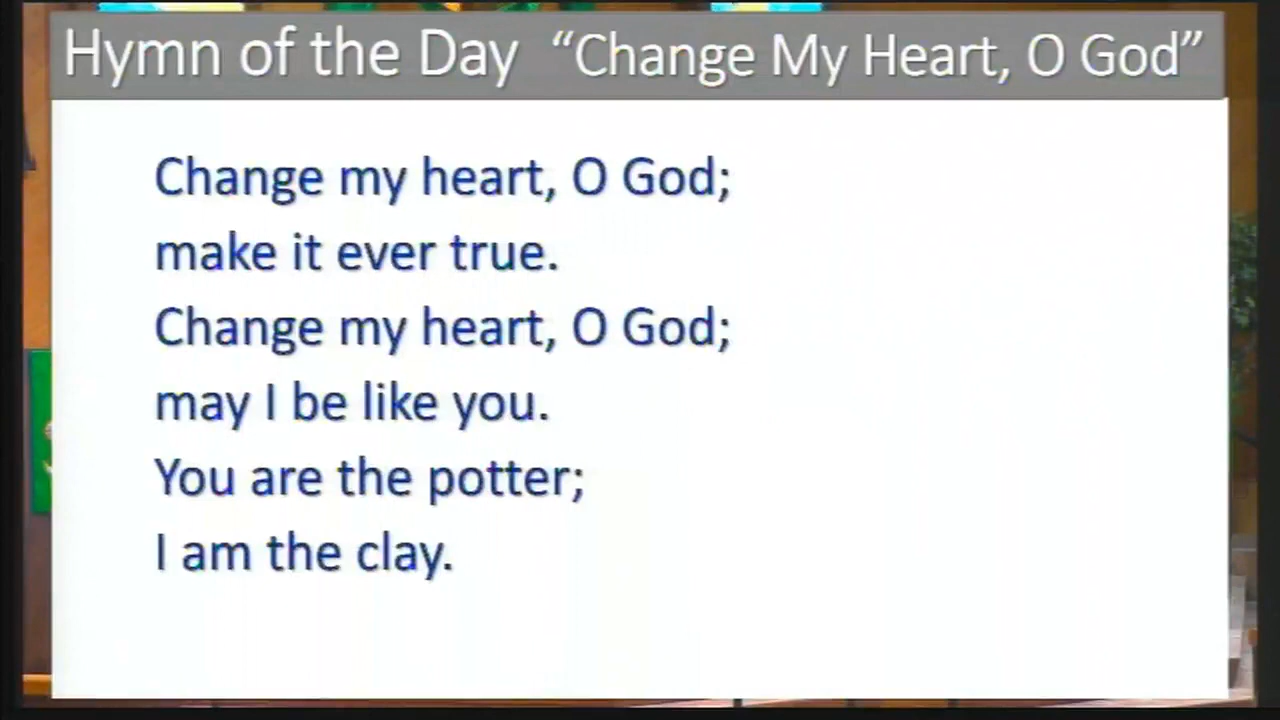 Hymn of the Day “Change My Heart, O God”
Change my heart, O God;
make it ever true.
Change my heart, O God;
may I be like you.
You are the potter;
I am the clay.